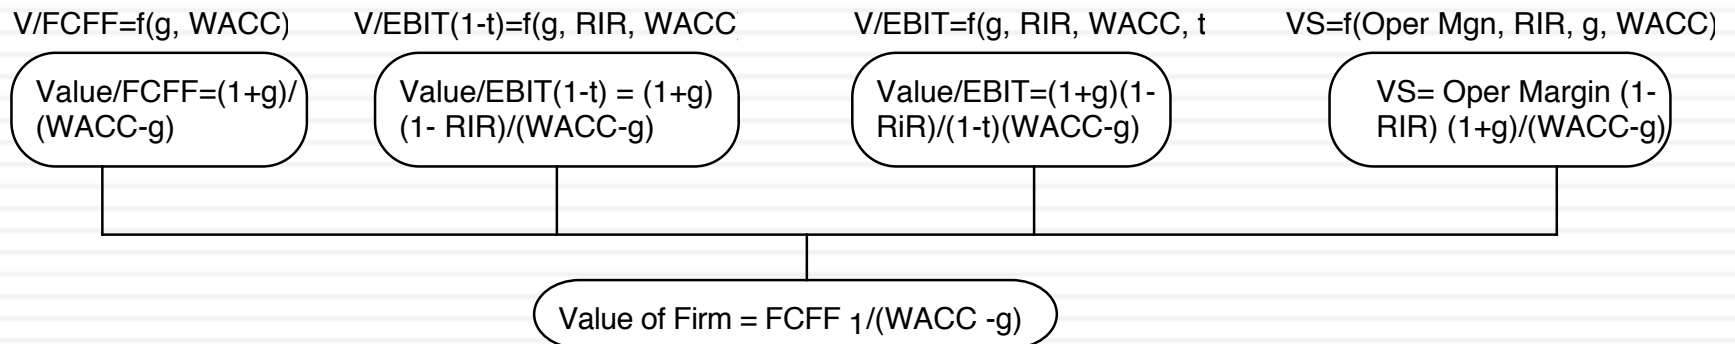 V/FCFF=f(g, WACC)
V/EBIT(1-t)=f(g, RIR, WACC
V/EBIT=f(g, RIR, WACC, t
VS=f(Oper Mgn, RIR, g, WACC)
Value/FCFF=(1+g)/
(WACC-g)
Value/EBIT(1-t) = (1+g)
(1- RIR)/(WACC-g)
Value/EBIT=(1+g)(1-
RiR)/(1-t)(WACC-g)
VS= Oper Margin (1-
RIR) (1+g)/(WACC-g)
Value of Firm = FCFF 1/(WACC -g)